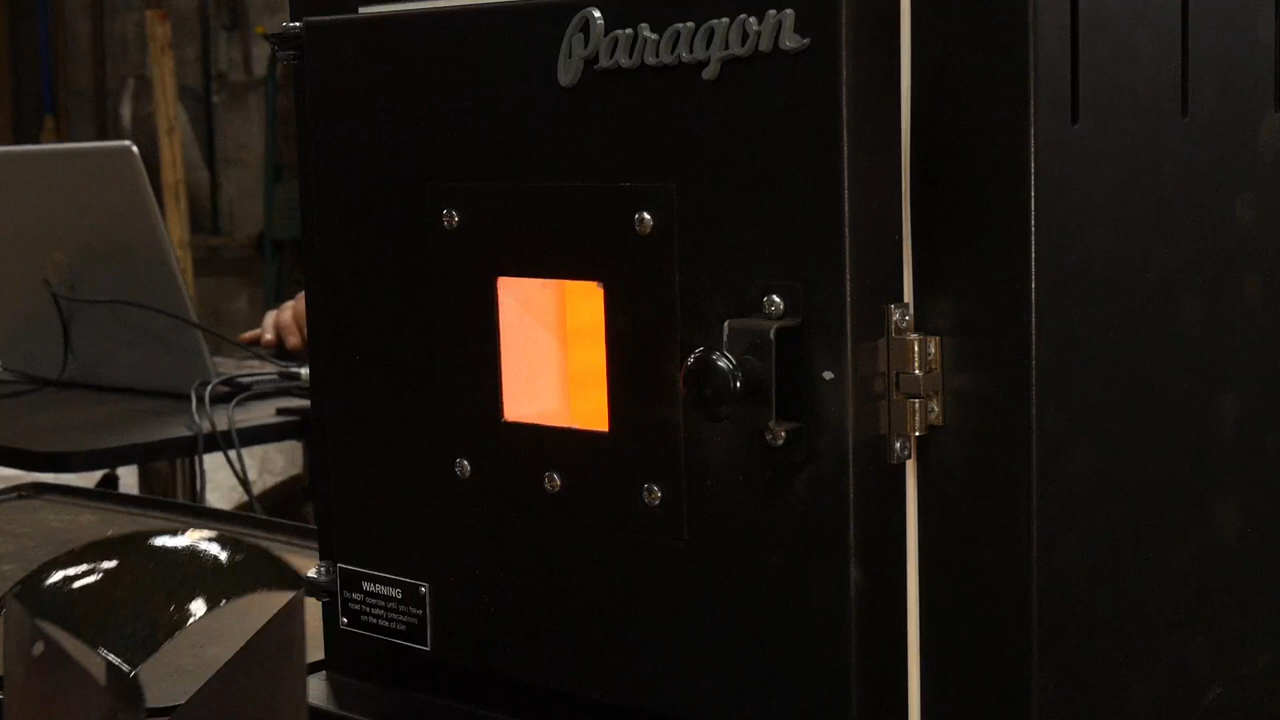 Paragon
WARNING
Do NOT operate until you have
read the safety precautions
on the side of kiln